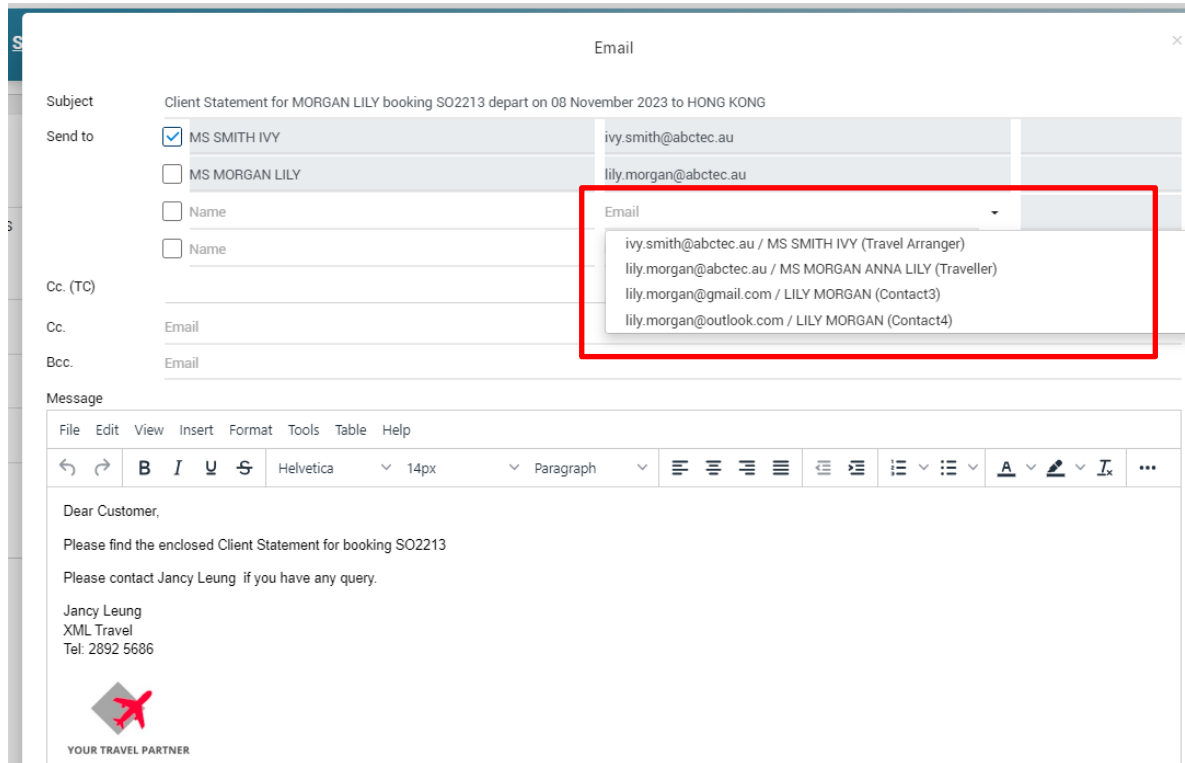 S
Email
×
Subject Client Statement for MORGAN LILY booking SO2213 depart on 08 November 2023 to HONG KONG
Send to MS SMITH IVY ivy.smith@abctec.au
MS MORGAN LILY lily.morgan@abctec.au
Name Email
s
Name
ivy.smith@abctec.au / MS SMITH IVY (Travel Arranger)
lily.morgan@abctec.au / MS MORGAN ANNA LILY (Traveller)
lily.morgan@gmail.com / LILY MORGAN (Contact3)
lily.morgan@outlook.com / LILY MORGAN (Contact4)
Cc. (TC)
Cc. Email
Bcc. Email
Message
File Edit View Insert Format Tools Table Help
B I U S Helvetica 14px Paragraph A Tx ...
Dear Customer,
Please find the enclosed Client Statement for booking SO2213
Please contact Jancy Leung  if you have any query.
Jancy Leung
XML Travel
Tel: 2892 5686
YOUR TRAVEL PARTNER